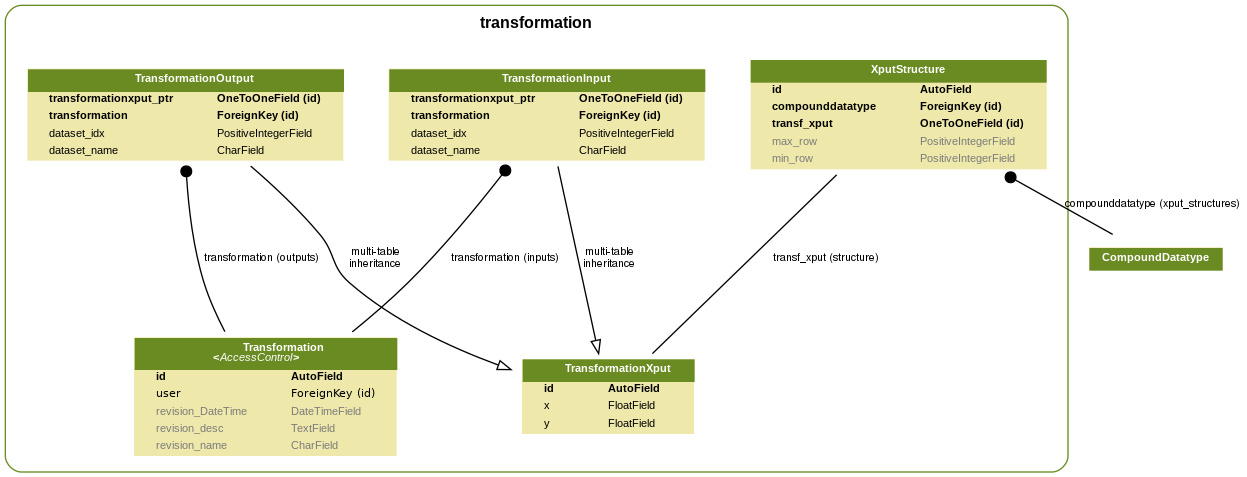 transformation
TransformationOutput
transformationxput_ptr OneToOneField (id)
transformation ForeignKey (id)
dataset_idx PositiveIntegerField
dataset_name CharField
TransformationInput
transformationxput_ptr OneToOneField (id)
transformation ForeignKey (id)
dataset_idx PositiveIntegerField
dataset_name CharField
XputStructure
id AutoField
compounddatatype ForeignKey (id)
transf_xput OneToOneField (id)
max_row PositiveIntegerField
min_row PositiveIntegerField
compounddatatype (xput_structures)
transformation (outputs)
multi-table
inheritance
transformation (inputs)
multi-table
inheritance
transf_xput (structure)
CompoundDatatype
Transformation
<AccessControl>
id AutoField
user ForeignKey (id)
revision_DateTime DateTimeField
revision_desc TextField
revision_name CharField
TransformationXput
id AutoField
x FloatField
y FloatField